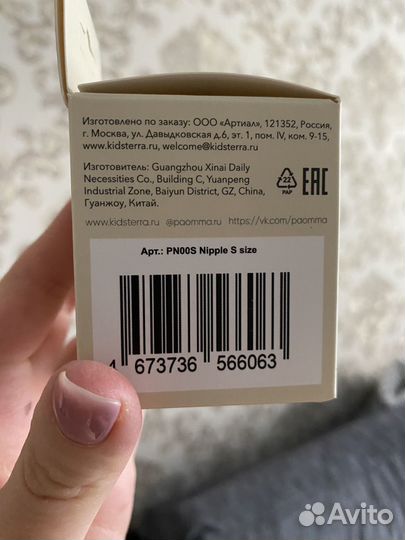 Изготовлено по заказу: ООО «Артиал», 121352, Россия,
г. Москва, ул. Давыдковская д.6, эт. 1, пом. IV, ком. 9-15,
www.kidsterra.ru, welcome@kidsterra.ru.
Изготовитель: Guangzhou Xinai Daily
Necessities Co., Building C, Yuanpeng
Industrial Zone, Baiyun District, GZ, China,
Гуанжоу, Китай.
22
PAP
EAC
www.kidsterra.ru @paomma https://vk.com/paomma
Арт.: PN00S Nipple S size
4 673736 566063
Avito